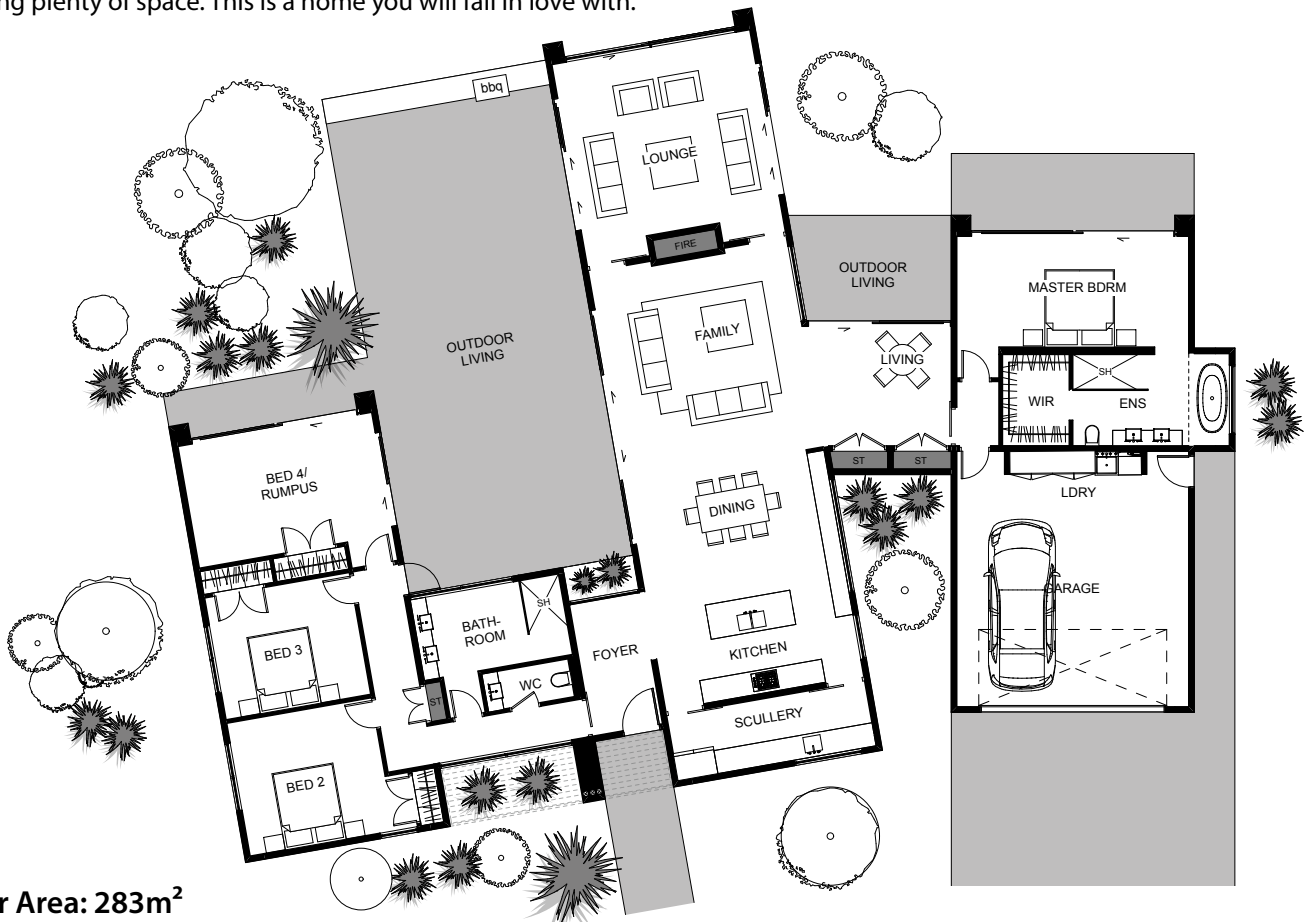 plenty of space. This is a home you will fall in love with.
bbq
LOUNGE
FIRE
OUTDOOR
LIVING
MASTER BDRM
FAMILY
OUTDOOR
LIVING
LIVING
SH
WIR
ENS
ST
ST
BED 4/
RUMPUS
DINING
LDRY
GARAGE
SH
BATH-
ROOM
BED 3
FOYER
KITCHEN
WC
ST
SCULLERY
BED 2
Area: 283m²